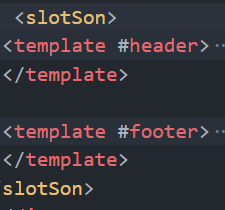 <slotSon>
<template #header>··
</template>
<template #footer>··
</template>
/slotSon>